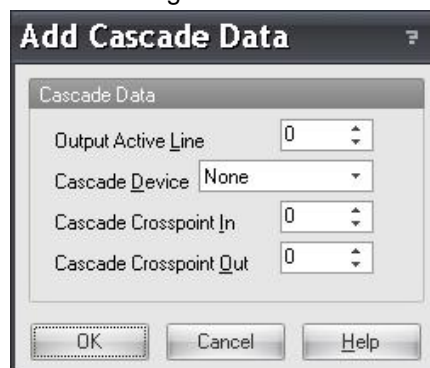 Add Cascade Data ?
Cascade Data
Output Active Line 0
Cascade Device None
Cascade Crosspoint In 0
Cascade Crosspoint Out 0
OK Cancel Help